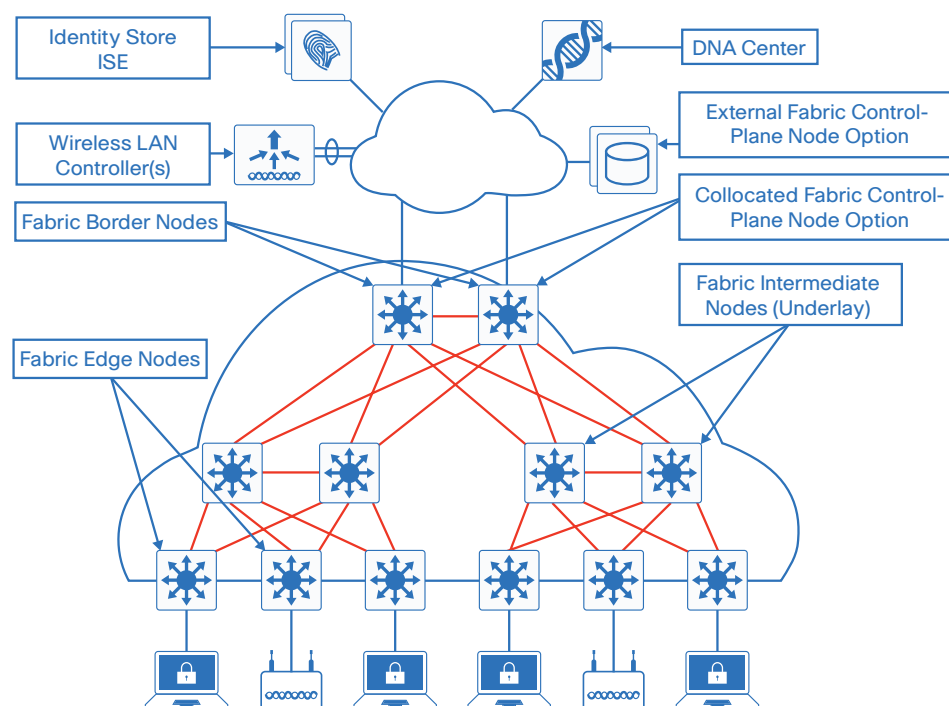 Identity Store
ISE
DNA Center
External Fabric Control-
Plane Node Option
Wireless LAN
Controller(s)
Fabric Border Nodes
Collocated Fabric Control-
Plane Node Option
Fabric Intermediate
Nodes (Underlay)
Fabric Edge Nodes